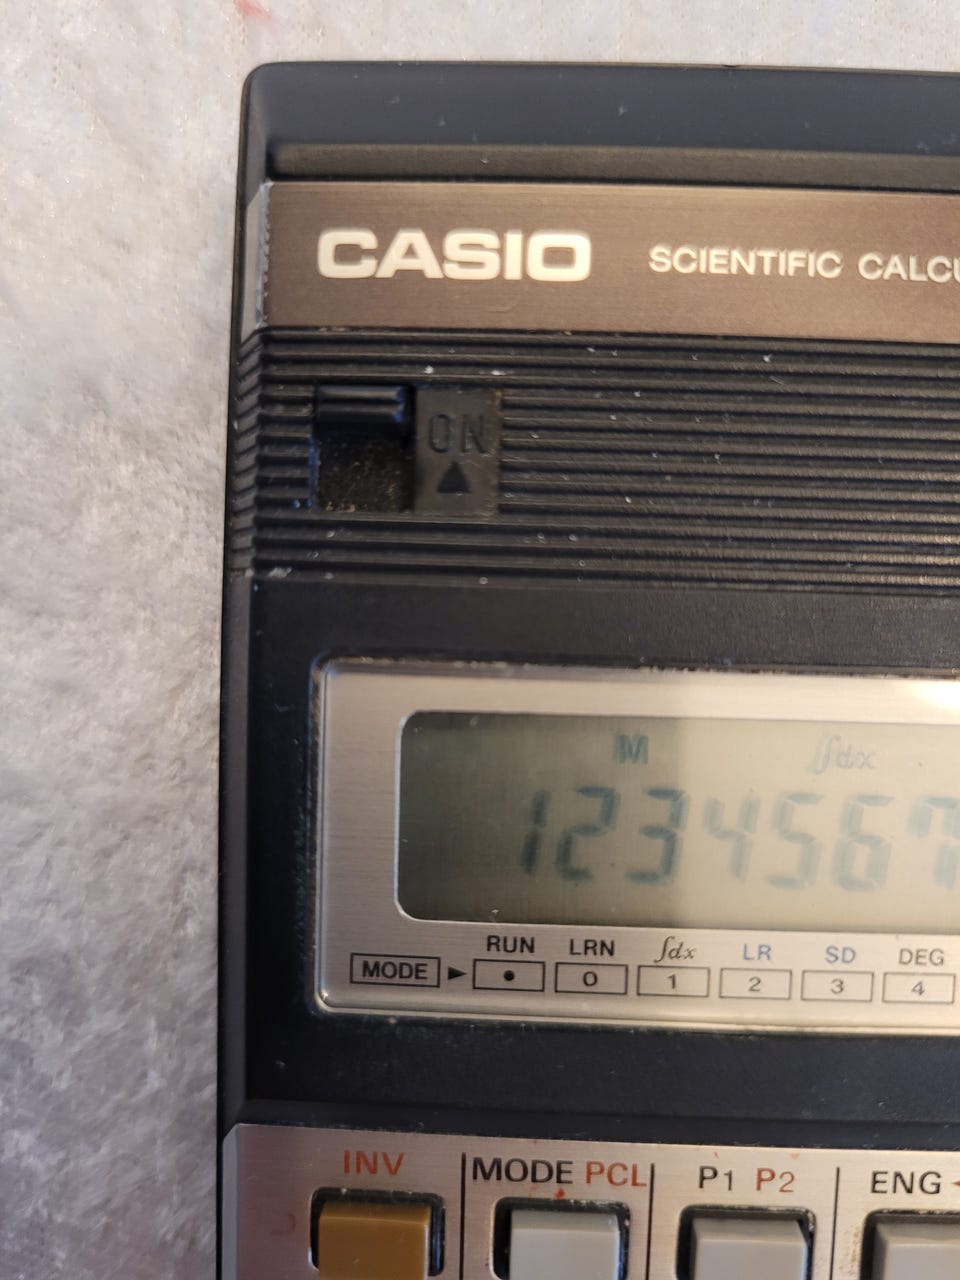 CASIO SCIENTIFIC CALCU
ON
▲
M ∫dx
1234567
RUN LRN ∫dx LR SD DEG
MODE ► • 0 1 2 3 4
INV MODE PCL P1 P2 ENG